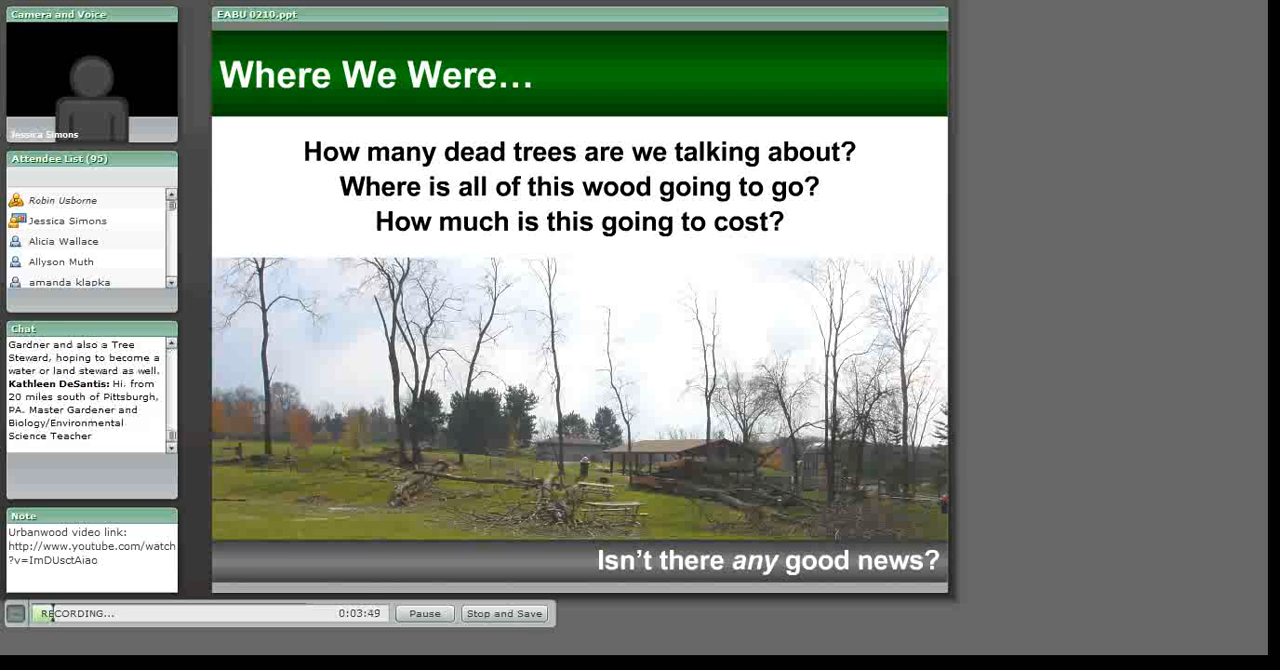 Camera and Voice
Jessica Simons
Attendee List (95)
Robin Usborne
Jessica Simons
Alicia Wallace
Allyson Muth
amanda klapka
Chat
Gardner and also a Tree
Steward, hoping to become a
water or land steward as well.
Kathleen DeSantis: Hi. from
20 miles south of Pittsburgh,
PA. Master Gardener and
Biology/Environmental
Science Teacher
Note
Urbanwood video link:
http://www.youtube.com/watch
?v=ImDUsctAiao
EABU 0210.ppt
Where We Were…
How many dead trees are we talking about?
Where is all of this wood going to go?
How much is this going to cost?
Isn't there any good news?
RECORDING...
0:03:49
Pause
Stop and Save